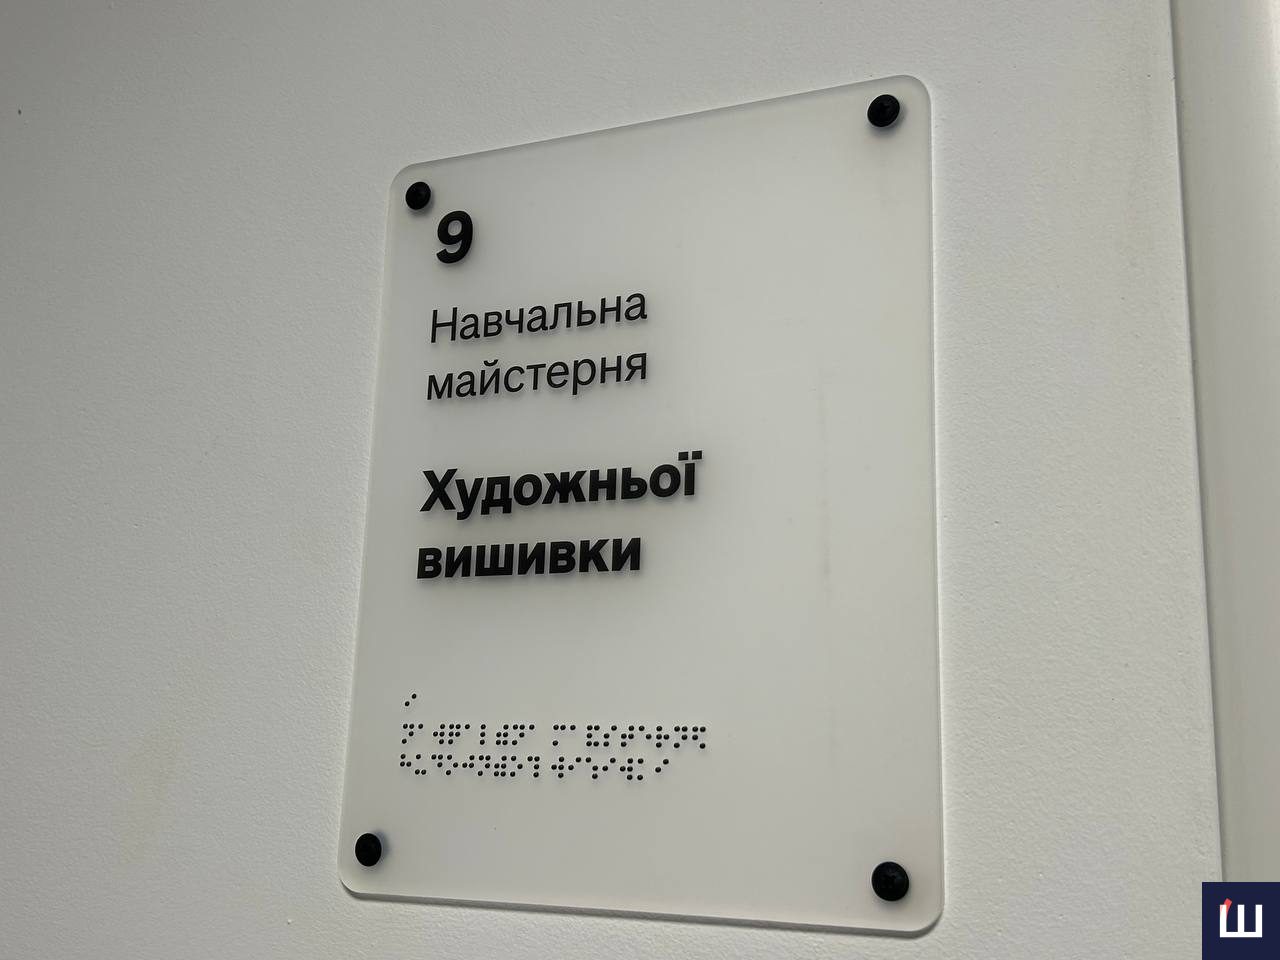 9
Навчальна
майстерня
Художньої
вишивки
Ш